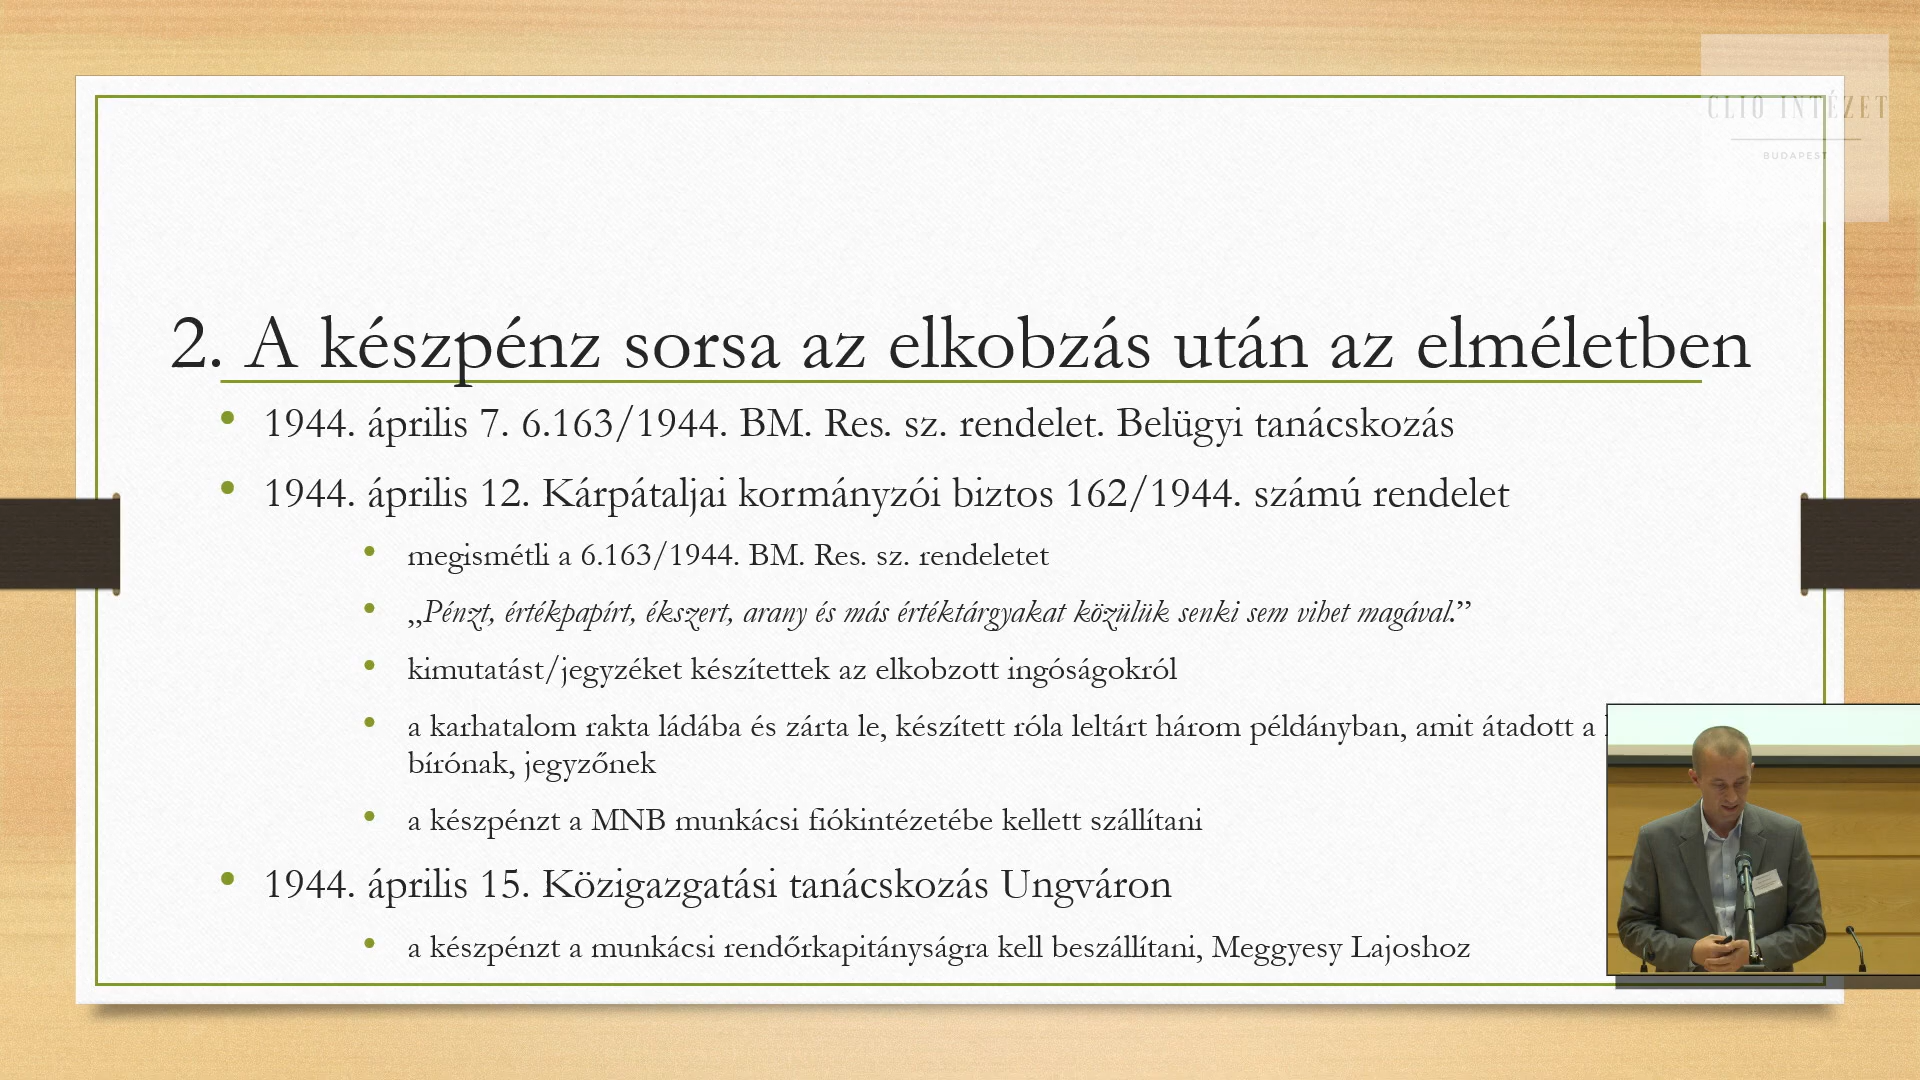 CLIO INTÉZET
BUDAPEST
2. A készpénz sorsa az elkobzás után az elméletben
• 1944. április 7. 6.163/1944. BM. Res. sz. rendelet. Belügyi tanácskozás
• 1944. április 12. Kárpátaljai kormányzói biztos 162/1944. számú rendelet
• megismétli a 6.163/1944. BM. Res. sz. rendeletet
• „Pénzt, értékpapírt, ékszert, arany és más értéktárgyakat közülük senki sem vihet magával.”
• kimutatást/jegyzéket készítettek az elkobzott ingóságokról
• a karhatalom rakta ládába és zárta le, készített róla leltárt három példányban, amit átadott a
bírónak, jegyzőnek
• a készpénzt a MNB munkácsi fiókintézetébe kellett szállítani
• 1944. április 15. Közigazgatási tanácskozás Ungváron
• a készpénzt a munkácsi rendőrkapitányságra kell beszállítani, Meggyesy Lajoshoz